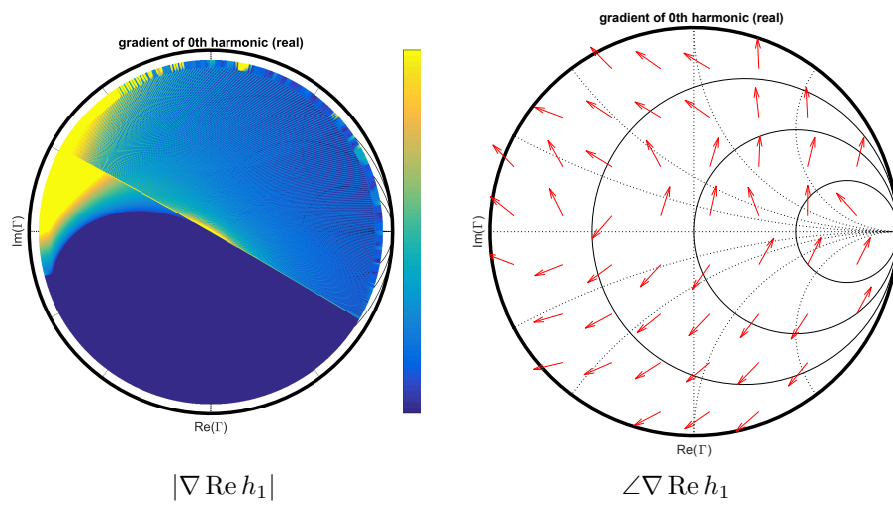 gradient of 0th harmonic (real)
Im(Γ)
Re(Γ)
|∇ Re h₁|
gradient of 0th harmonic (real)
Im(Γ)
Re(Γ)
∠∇ Re h₁